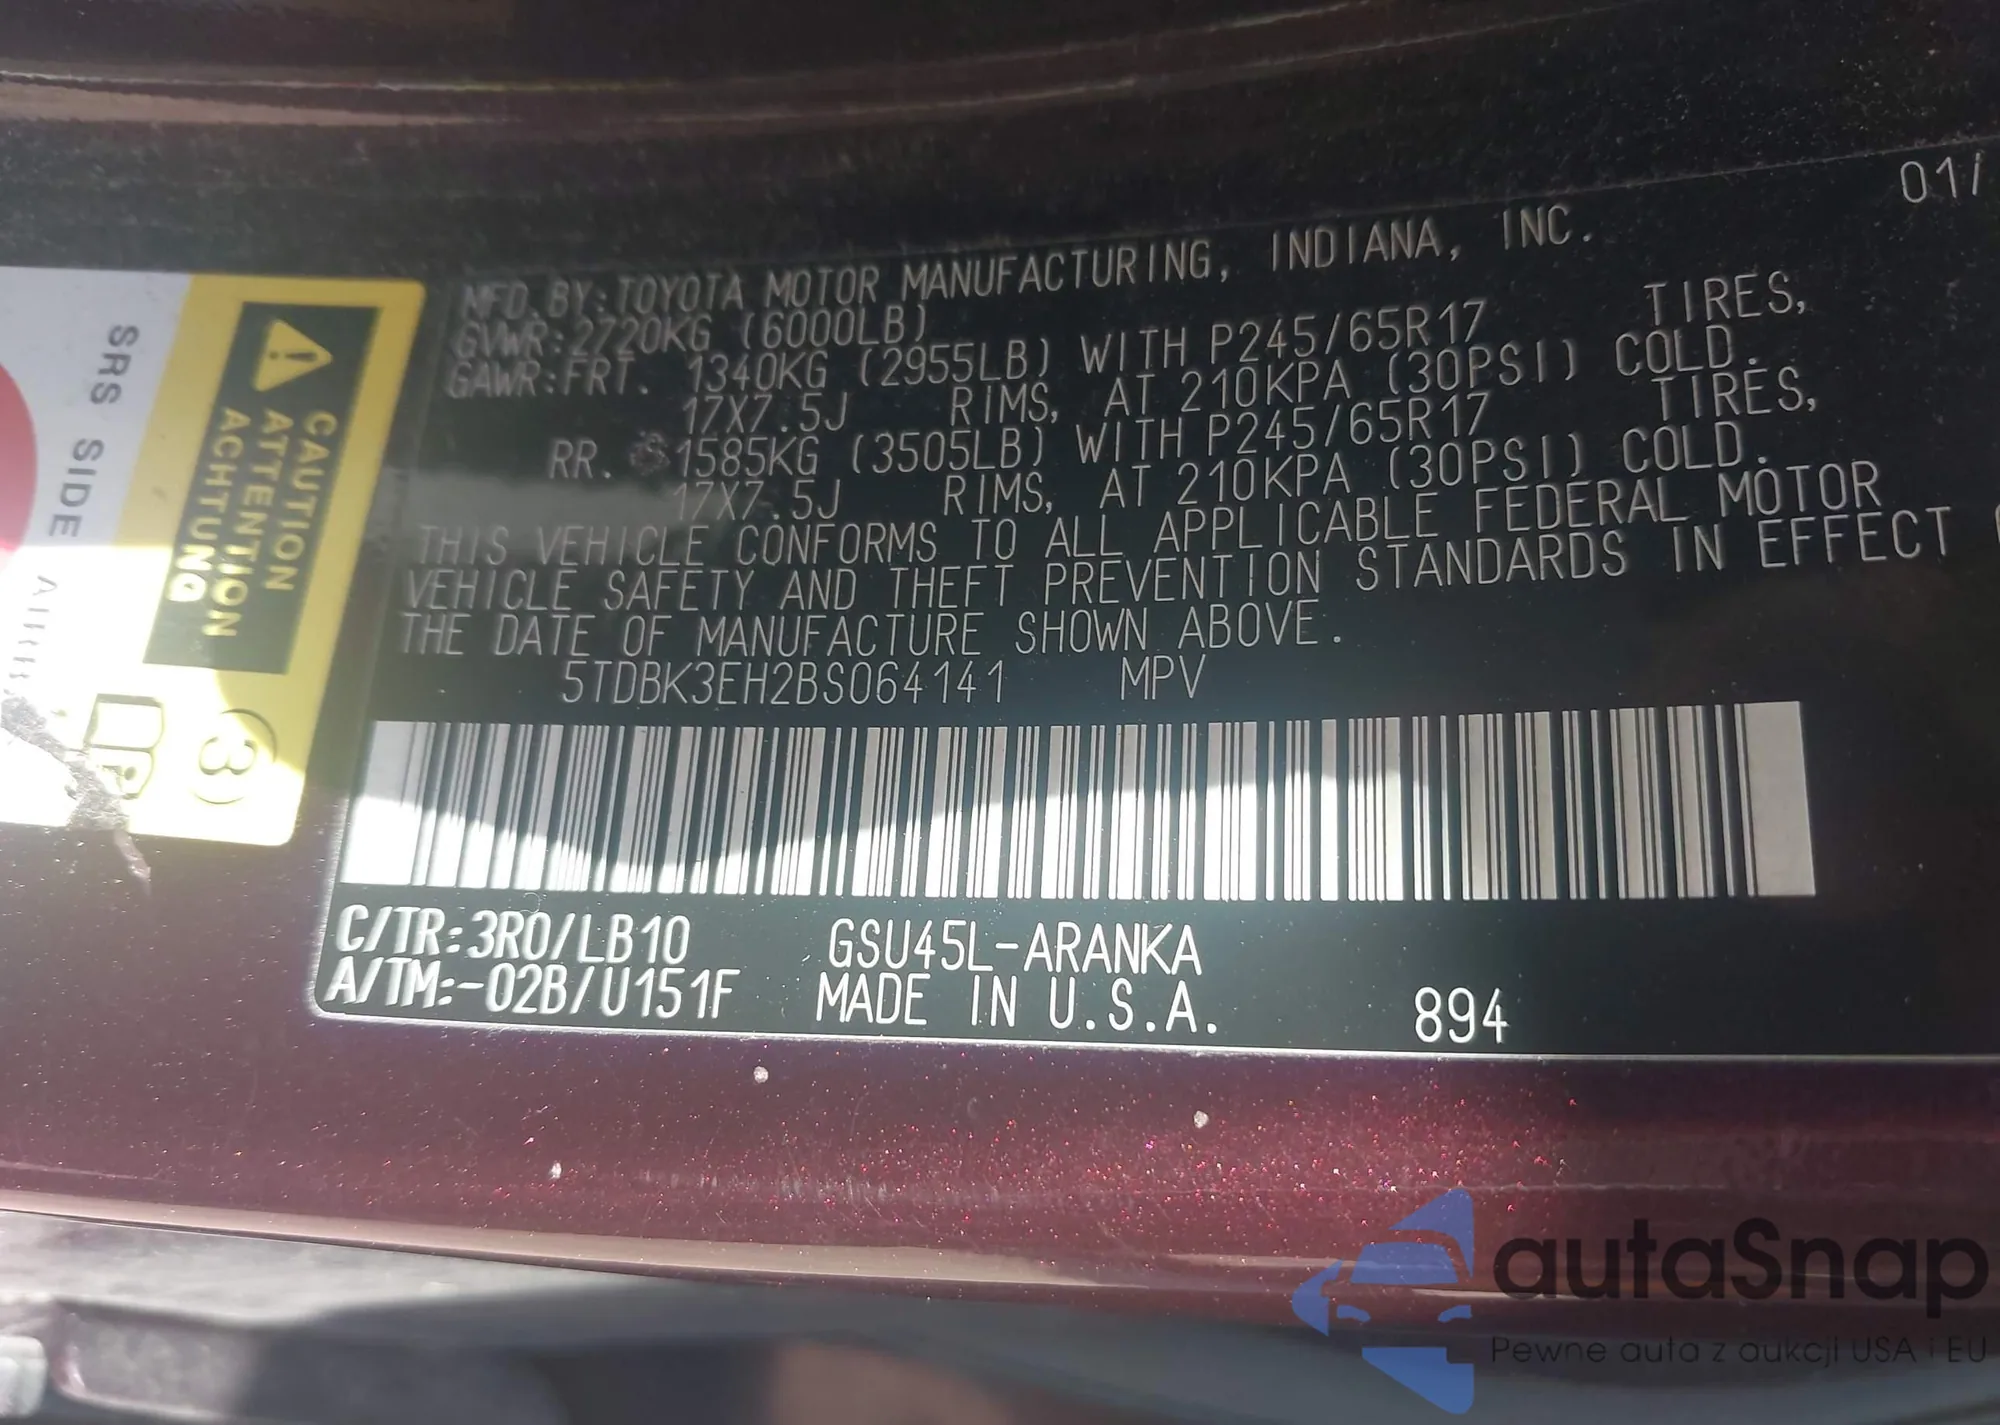 01/
MFD.BY:TOYOTA MOTOR MANUFACTURING, INDIANA, INC.
GVWR:2720KG (6000LB)
GAWR:FRT. 1340KG (2955LB) WITH P245/65R17 TIRES,
17X7.5J RIMS, AT 210KPA (30PSI) COLD.
RR. 1585KG (3505LB) WITH P245/65R17 TIRES,
17X7.5J RIMS, AT 210KPA (30PSI) COLD.
THIS VEHICLE CONFORMS TO ALL APPLICABLE FEDERAL MOTOR
VEHICLE SAFETY AND THEFT PREVENTION STANDARDS IN EFFECT
THE DATE OF MANUFACTURE SHOWN ABOVE.
5TDBK3EH2BS064141 MPV
C/TR:3R0/LB10 GSU45L-ARANKA
A/TM:-02B/U151F MADE IN U.S.A. 894
CAUTION
ATTENTION
ACHTUNG
3
SRS SIDE
autaSnap
Pewne auta z aukcji USA i EU